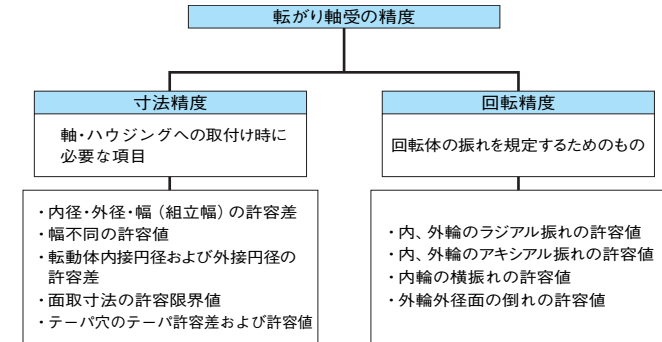 転がり軸受の精度
寸法精度
軸・ハウジングへの取付け時に
必要な項目
・内径・外径・幅（組立幅）の許容差
・幅不同の許容値
・転動体内接円径および外接円径の
許容差
・面取寸法の許容限界値
・テーパ穴のテーパ許容差および許容値
回転精度
回転体の振れを規定するためのもの
・内、外輪のラジアル振れの許容値
・内、外輪のアキシアル振れの許容値
・内輪の横振れの許容値
・外輪外径面の倒れの許容値